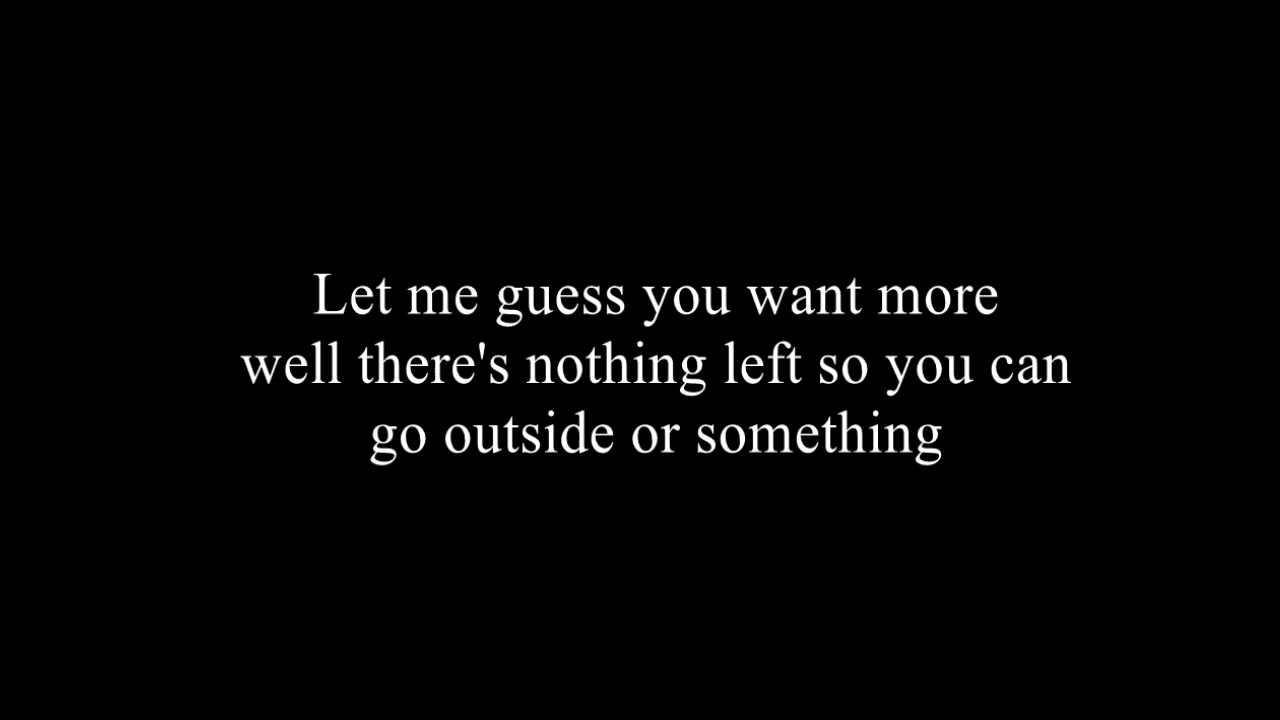 Let me guess you want more
well there's nothing left so you can
go outside or something